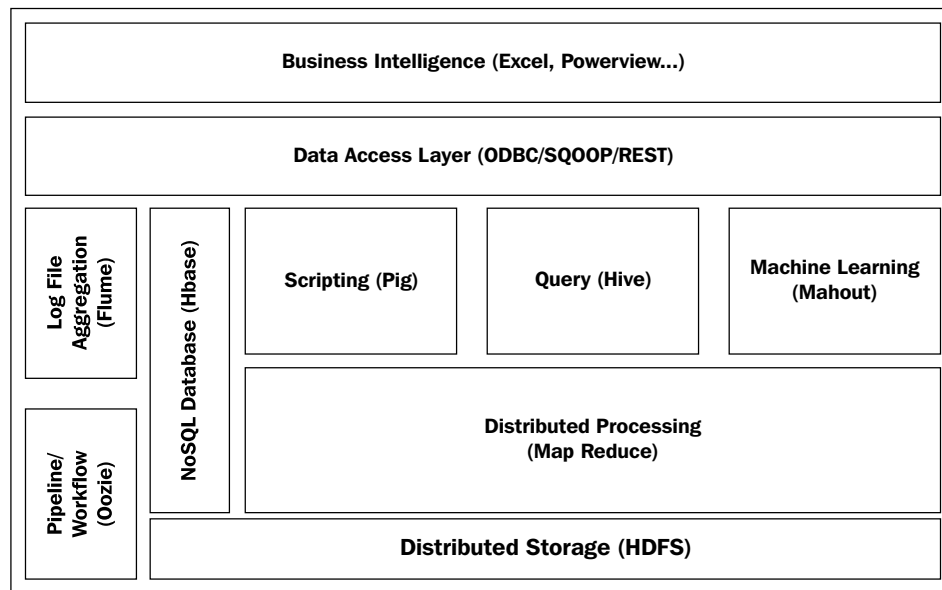 Business Intelligence (Excel, Powerview...)
Data Access Layer (ODBC/SQOOP/REST)
Log File
Aggregation
(Flume)
NoSQL Database (Hbase)
Scripting (Pig)
Query (Hive)
Machine Learning
(Mahout)
Pipeline/
Workflow
(Oozie)
Distributed Processing
(Map Reduce)
Distributed Storage (HDFS)